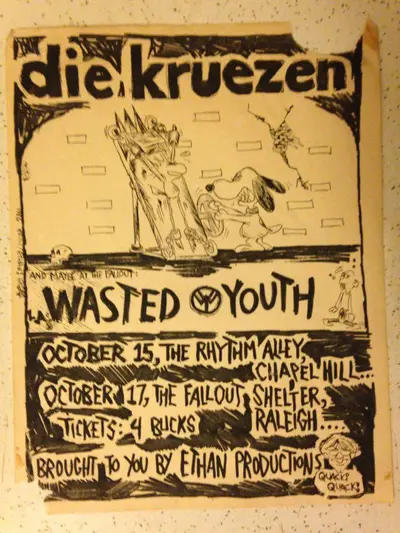 die kruezen
AND MAYBE AT THE FALLOUT:
L.A.'S
WASTED YOUTH
OCTOBER 15, THE RHYTHM ALLEY,
CHAPEL HILL...
OCTOBER 17, THE FALLOUT SHELTER,
RALEIGH....
TICKETS: 4 BUCKS
BROUGHT TO YOU BY ETHAN PRODUCTIONS
QUACK!
QUACK!